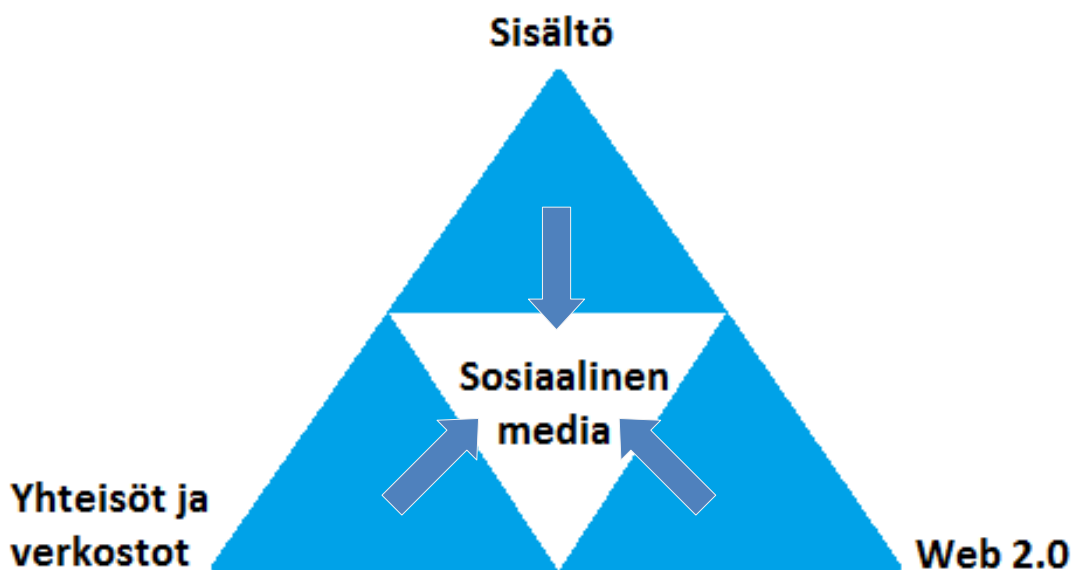 Sisältö
Sosiaalinen
media
Yhteisöt ja
verkostot
Web 2.0